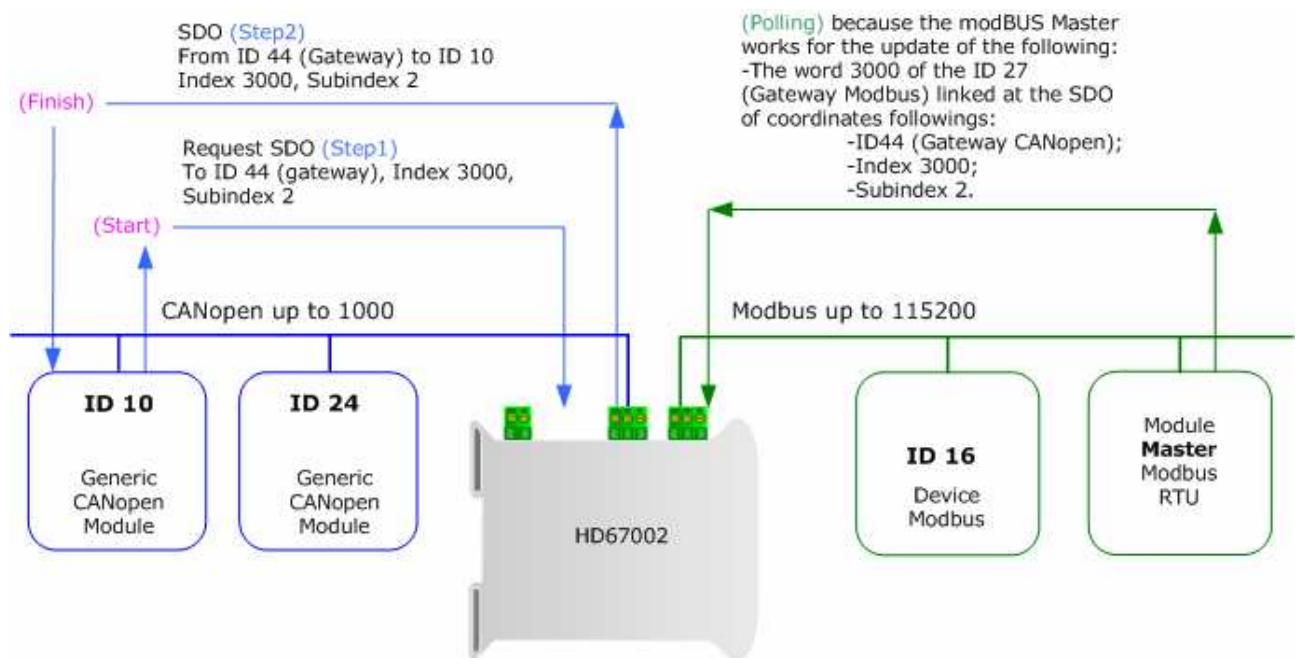 SDO (Step2)
From ID 44 (Gateway) to ID 10
Index 3000, Subindex 2
(Finish)
Request SDO (Step1)
To ID 44 (gateway), Index 3000,
Subindex 2
(Start)
(Polling) because the modBUS Master
works for the update of the following:
-The word 3000 of the ID 27
(Gateway Modbus) linked at the SDO
of coordinates followings:
-ID44 (Gateway CANopen);
-Index 3000;
-Subindex 2.
CANopen up to 1000
Modbus up to 115200
ID 10
Generic
CANopen
Module
ID 24
Generic
CANopen
Module
HD67002
ID 16
Device
Modbus
Module
Master
Modbus
RTU